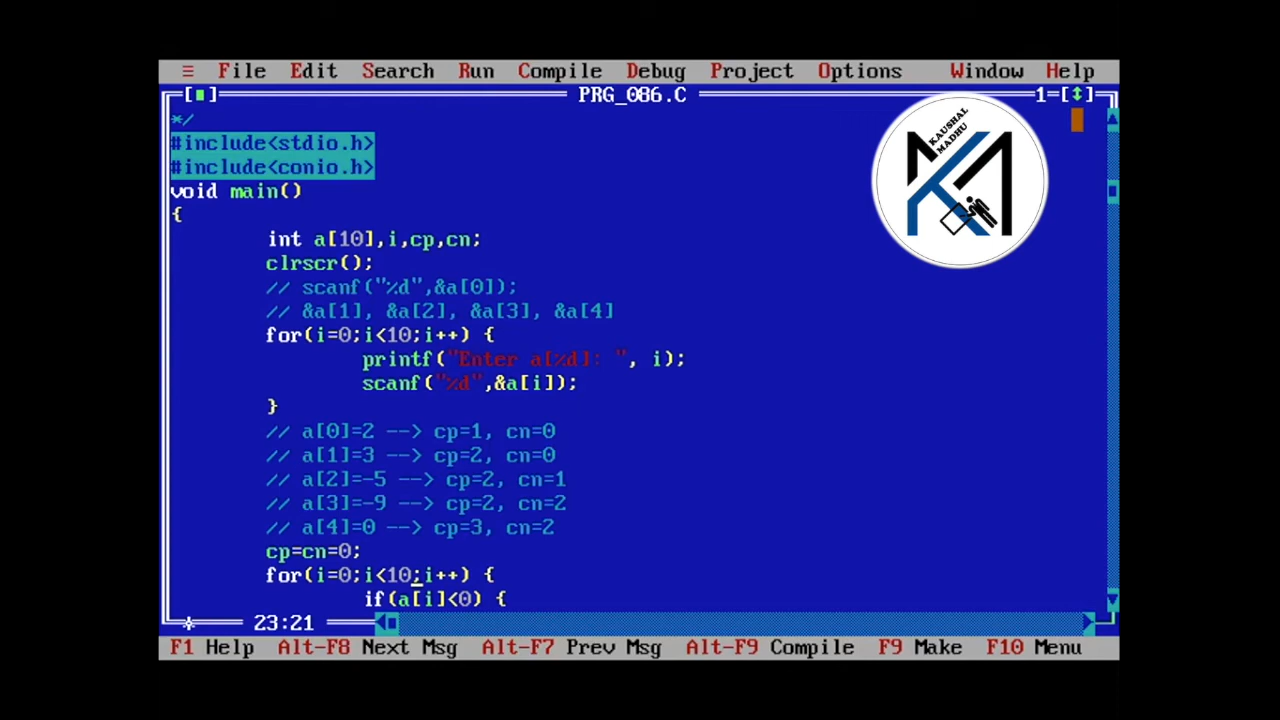 ≡ File Edit Search Run Compile Debug Project Options Window Help
[■] PRG_086.C 1=[↕]
*/
#include<stdio.h>
#include<conio.h>
void main()
{
int a[10],i,cp,cn;
clrscr();
// scanf("%d",&a[0]);
// &a[1], &a[2], &a[3], &a[4]
for(i=0;i<10;i++) {
printf("Enter a[%d]: ", i);
scanf("%d",&a[i]);
}
// a[0]=2 --> cp=1, cn=0
// a[1]=3 --> cp=2, cn=0
// a[2]=-5 --> cp=2, cn=1
// a[3]=-9 --> cp=2, cn=2
// a[4]=0 --> cp=3, cn=2
cp=cn=0;
for(i=0;i<10;i++) {
if(a[i]<0) {
* 23:21
F1 Help Alt-F8 Next Msg Alt-F7 Prev Msg Alt-F9 Compile F9 Make F10 Menu
KAUSHAL
MADHU